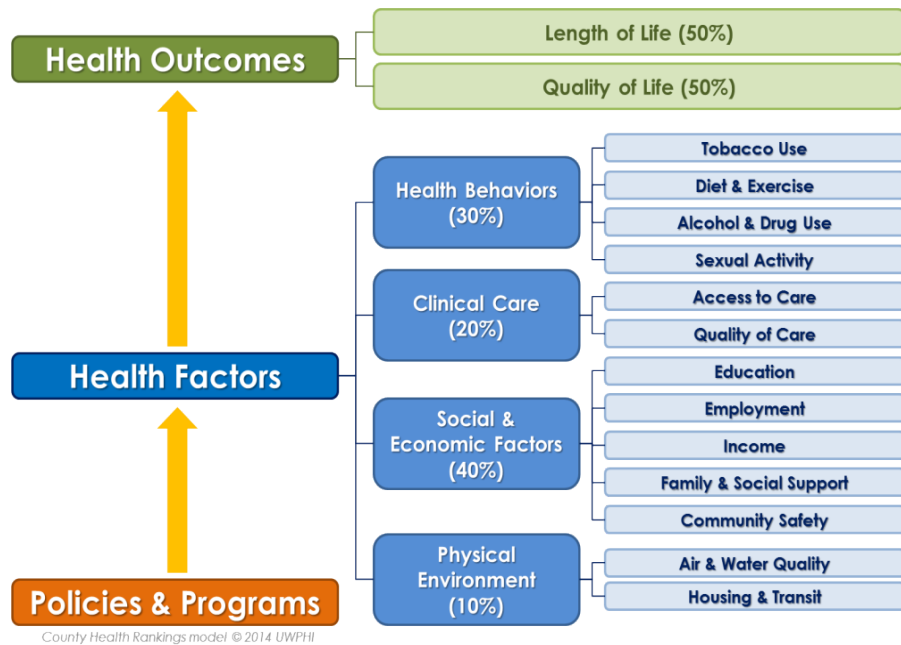 Health Outcomes
Length of Life (50%)
Quality of Life (50%)
Health Factors
Health Behaviors
(30%)
Tobacco Use
Diet & Exercise
Alcohol & Drug Use
Sexual Activity
Clinical Care
(20%)
Access to Care
Quality of Care
Social &
Economic Factors
(40%)
Education
Employment
Income
Family & Social Support
Community Safety
Physical
Environment
(10%)
Air & Water Quality
Housing & Transit
Policies & Programs
County Health Rankings model © 2014 UWPHI